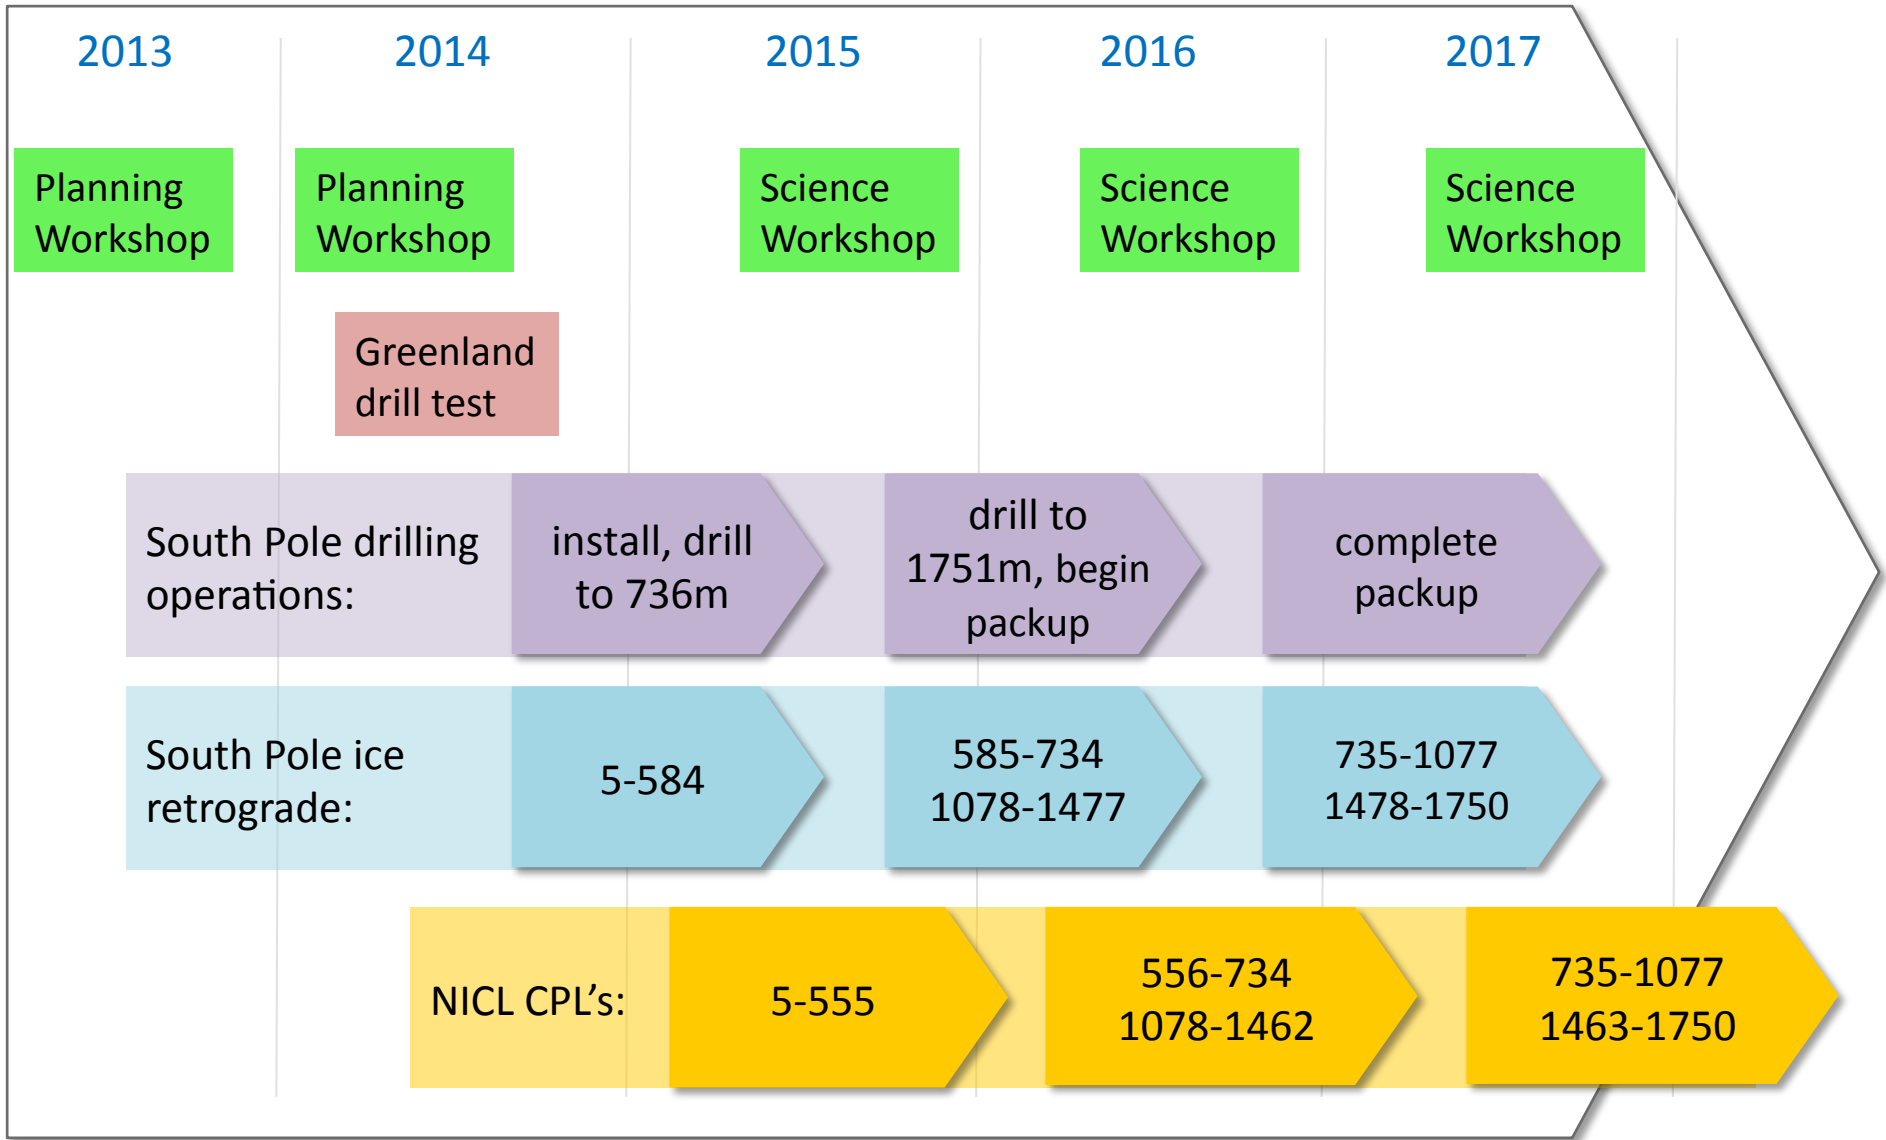 2013
2014
2015
2016
2017
Planning
Workshop
Planning
Workshop
Science
Workshop
Science
Workshop
Science
Workshop
Greenland
drill test
South Pole drilling
operations:
install, drill
to 736m
drill to
1751m, begin
packup
complete
packup
South Pole ice
retrograde:
5-584
585-734
1078-1477
735-1077
1478-1750
NICL CPL's:
5-555
556-734
1078-1462
735-1077
1463-1750